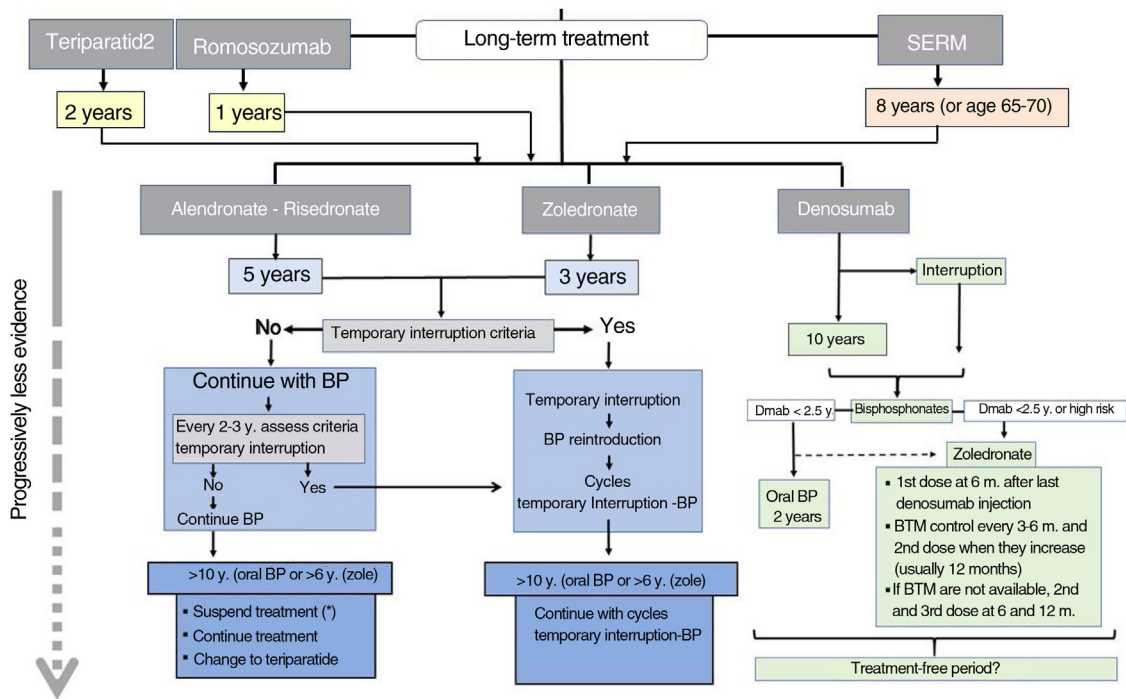 Long-term treatment
Teriparatid2
Romosozumab
SERM
2 years
1 years
8 years (or age 65-70)
Alendronate - Risedronate
Zoledronate
Denosumab
5 years
3 years
Interruption
No
Temporary interruption criteria
Yes
10 years
Continue with BP
Every 2-3 y. assess criteria
temporary interruption
No
Yes
Continue BP
Temporary interruption
BP reintroduction
Cycles
temporary Interruption -BP
Dmab < 2.5 y.
Bisphosphonates
Dmab <2.5 y. or high risk
Zoledronate
Oral BP
2 years
▪ 1st dose at 6 m. after last
denosumab injection
▪ BTM control every 3-6 m. and
2nd dose when they increase
(usually 12 months)
▪ If BTM are not available, 2nd
and 3rd dose at 6 and 12 m.
>10 y. (oral BP or >6 y. (zole)
▪ Suspend treatment (*)
▪ Continue treatment
▪ Change to teriparatide
>10 y. (oral BP or >6 y. (zole)
Continue with cycles
temporary interruption-BP
Treatment-free period?
Progressively less evidence